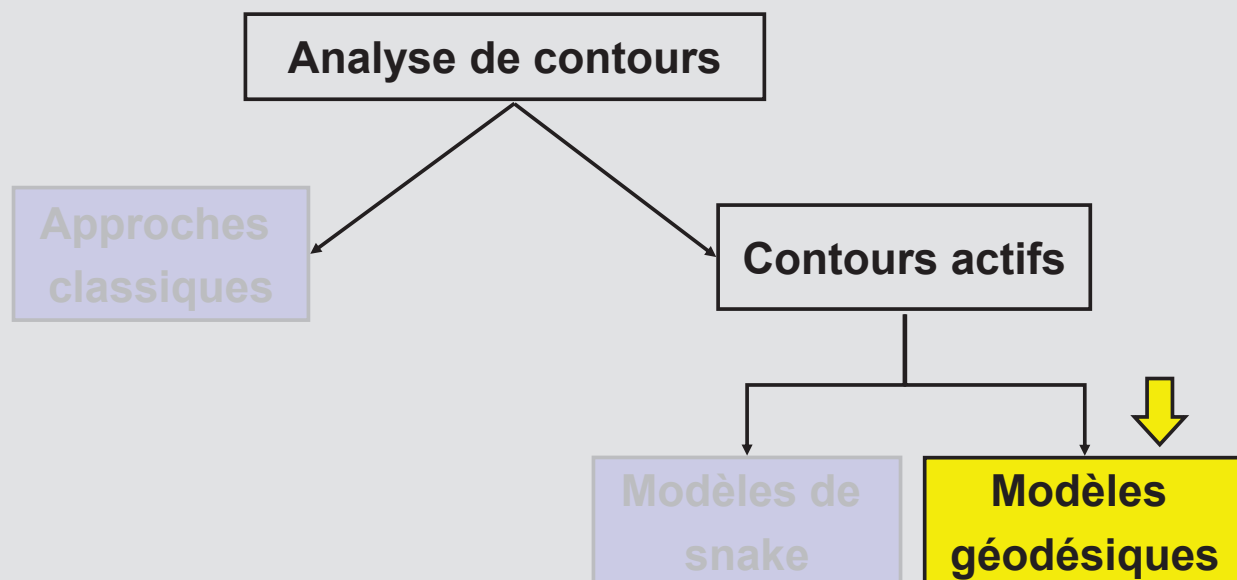 Analyse de contours
Approches
classiques
Contours actifs
Modèles de
snake
Modèles
géodésiques